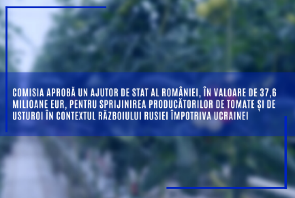 COMISIA APROBĂ UN AJUTOR DE STAT AL ROMÂNIEI, ÎN VALOARE DE 37,6
MILIOANE EUR, PENTRU SPRIJINIREA PRODUCĂTORILOR DE TOMATE ȘI DE
USTUROI ÎN CONTEXTUL RĂZBOIULUI RUSIEI ÎMPOTRIVA UCRAINEI